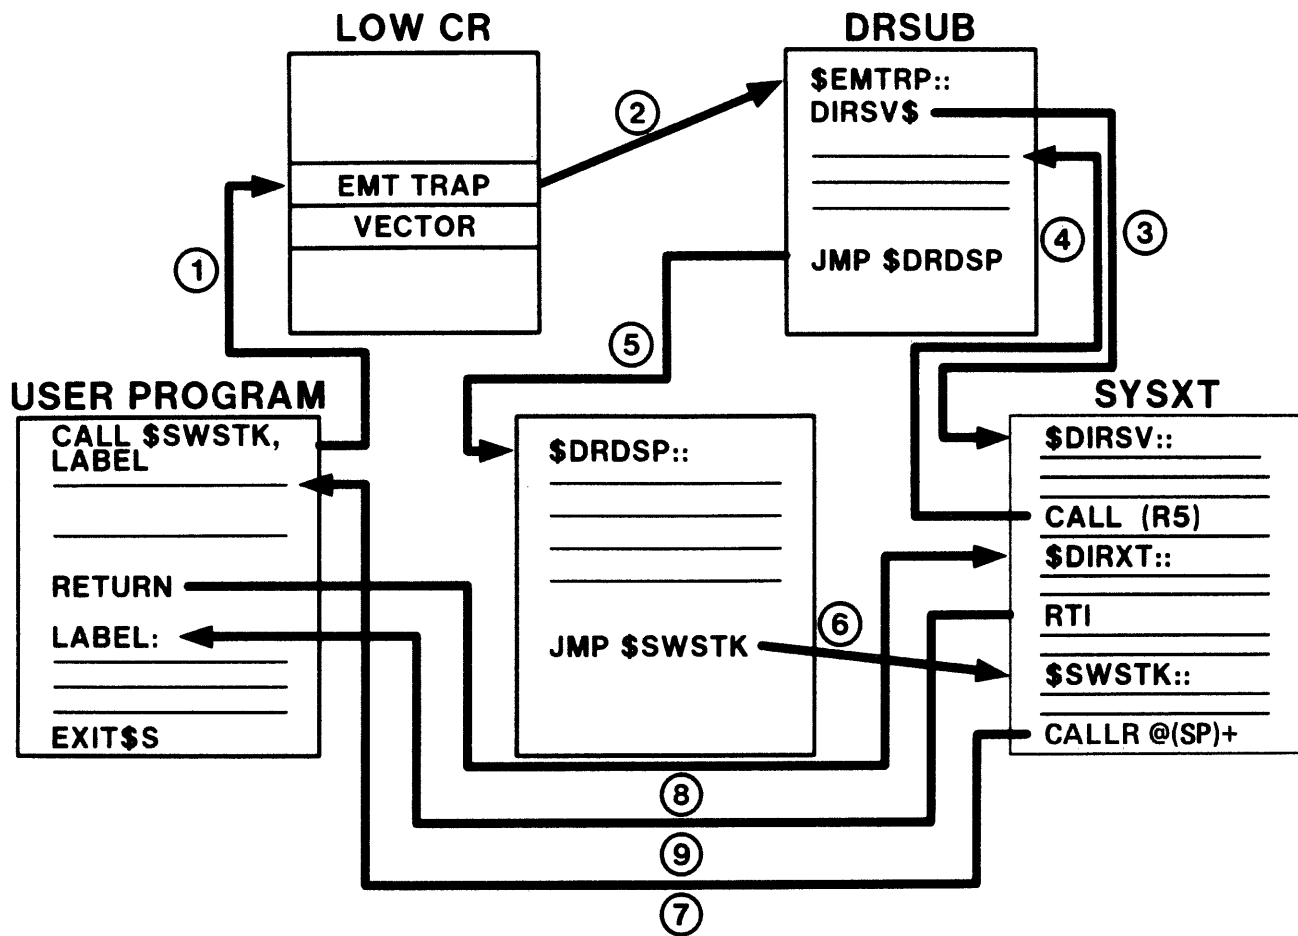 LOW CR
EMT TRAP
VECTOR
DRSUB
$EMTRP::
DIRSV$
JMP $DRDSP
1
2
3
4
5
USER PROGRAM
CALL $SWSTK,
LABEL
RETURN
LABEL:
EXIT$S
$DRDSP::
JMP $SWSTK
6
SYSXT
$DIRSV::
CALL (R5)
$DIRXT::
RTI
$SWSTK::
CALLR @(SP)+
8
9
7